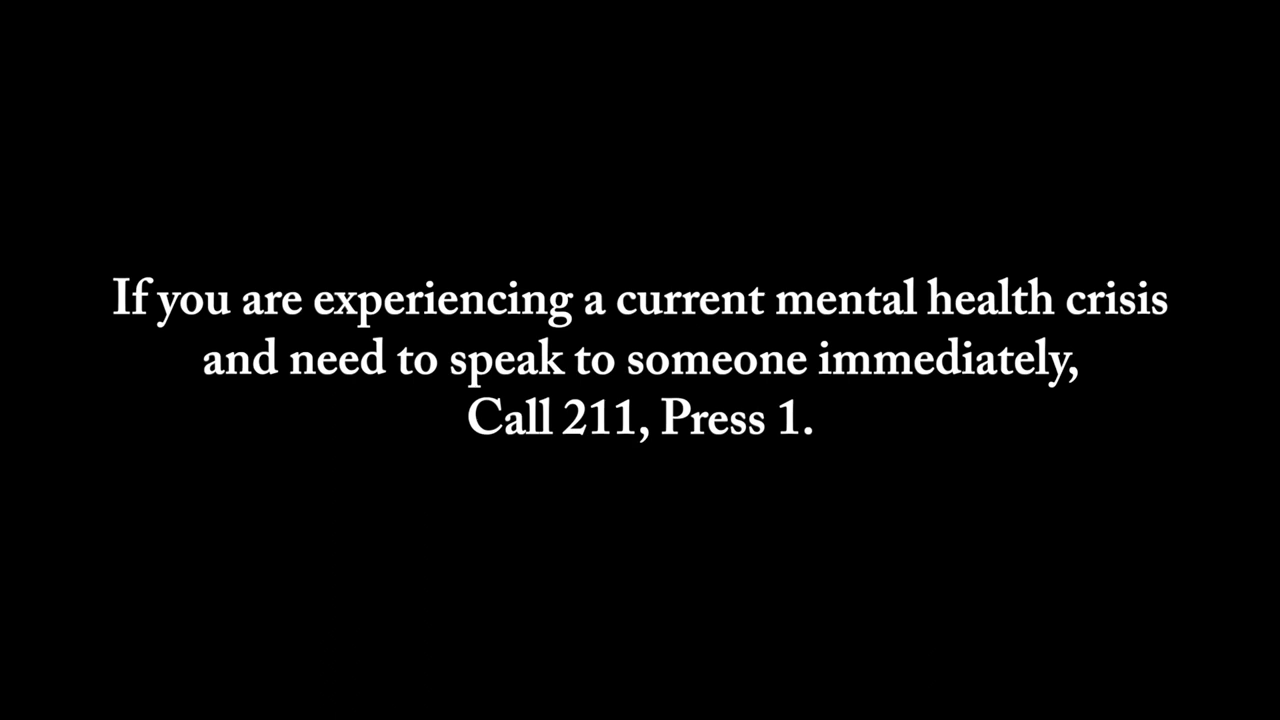 If you are experiencing a current mental health crisis
and need to speak to someone immediately,
Call 211, Press 1.